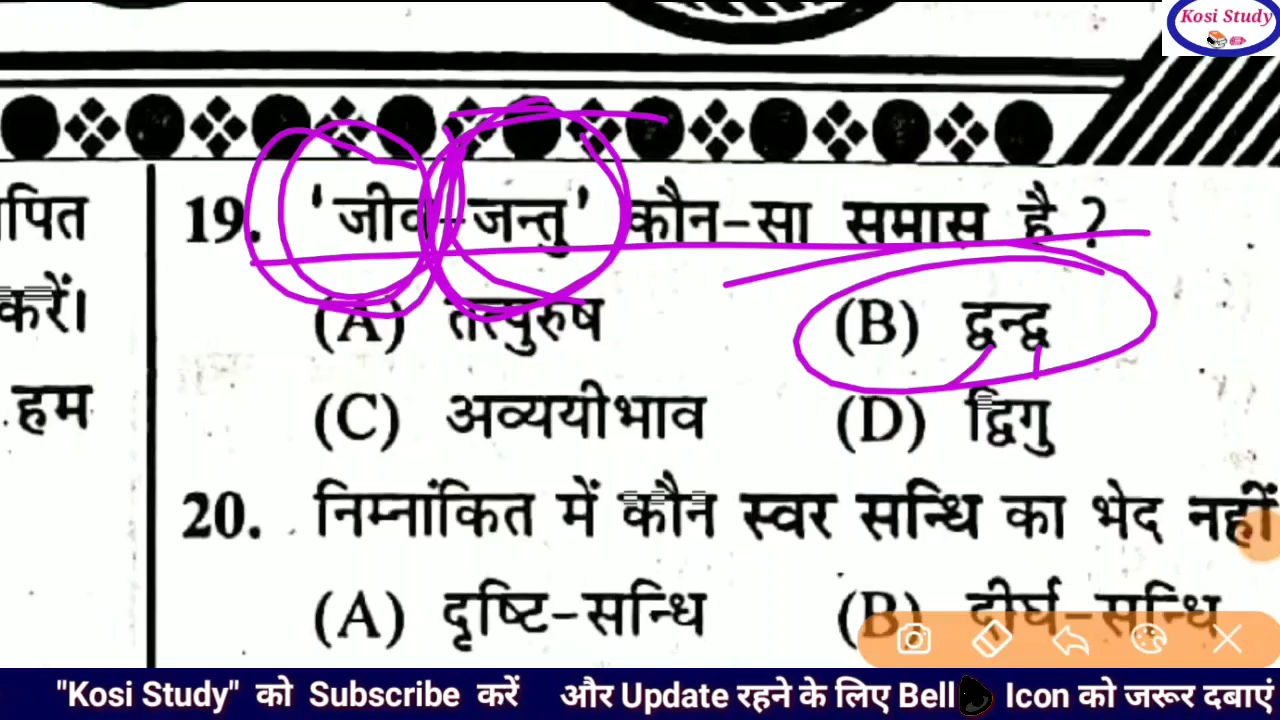 Kosi Study
पित
करें।
हम
19. 'जीव-जन्तु' कौन-सा समास है ?
(A) तत्पुरुष (B) द्वन्द्व
(C) अव्ययीभाव (D) द्विगु
20. निम्नांकित में कौन स्वर सन्धि का भेद नहीं
(A) दृष्टि-सन्धि (B) दीर्घ-सन्धि
"Kosi Study" को Subscribe करें और Update रहने के लिए Bell Icon को जरूर दबाएं